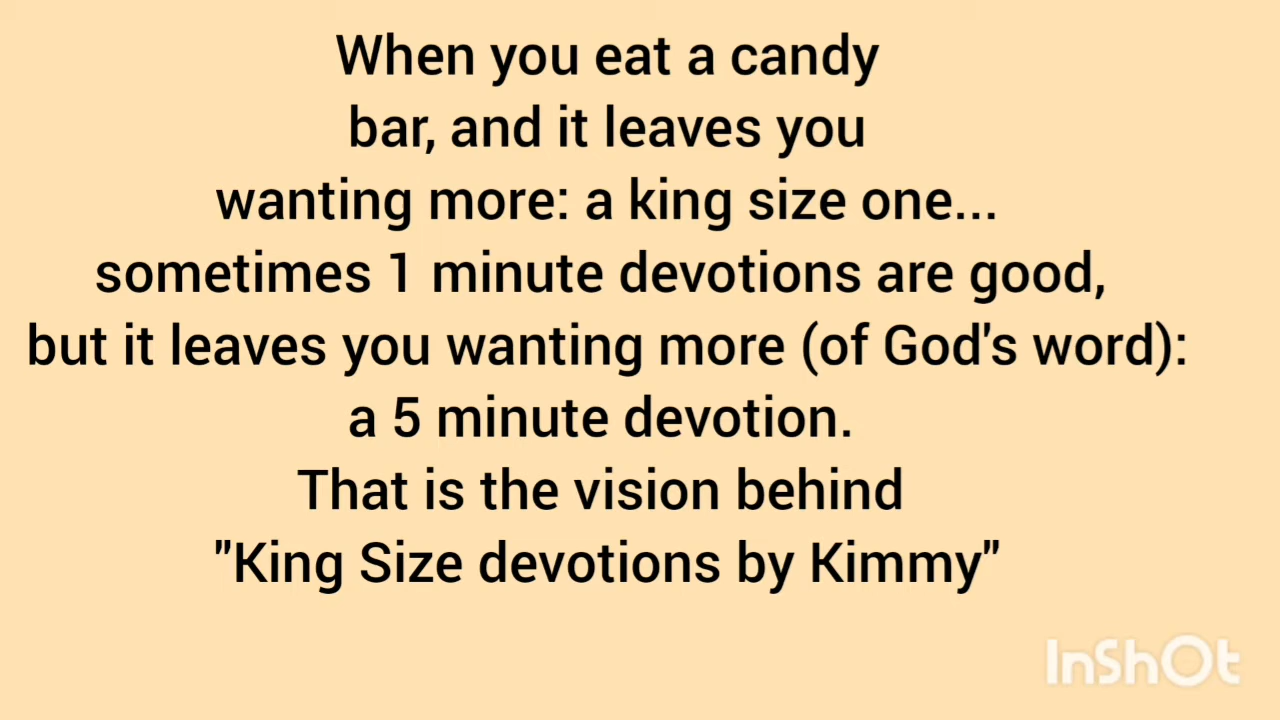 When you eat a candy
bar, and it leaves you
wanting more: a king size one...
sometimes 1 minute devotions are good,
but it leaves you wanting more (of God's word):
a 5 minute devotion.
That is the vision behind
"King Size devotions by Kimmy"
InShOt